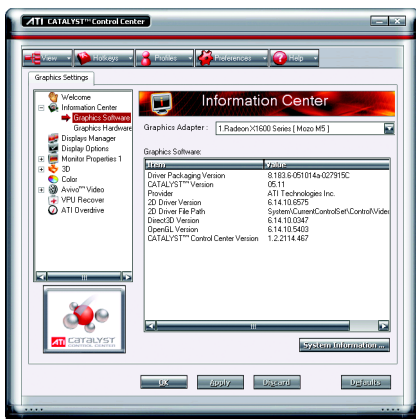 ATI CATALYST™ Control Center
View
Hotkeys
Profiles
Preferences
Help
Graphics Settings
Welcome
Information Center
Graphics Software
Graphics Hardware
Displays Manager
Display Options
Monitor Properties 1
3D
Color
Avivo™ Video
VPU Recover
ATI Overdrive
Information Center
Graphics Adapter :
1.Radeon X1600 Series [ Mozo M5 ]
Graphics Software:
Item Value
Driver Packaging Version 8.183.6-051014a-027915C
CATALYST™ Version 05.11
Provider ATI Technologies Inc.
2D Driver Version 6.14.10.6575
2D Driver File Path System\CurrentControlSet\Control\Video
Direct3D Version 6.14.10.0347
OpenGL Version 6.14.10.5403
CATALYST™ Control Center Version 1.2.2114.467
System Information ...
ATI CATALYST
CONTROL CENTER
OK
Apply
Discard
Defaults